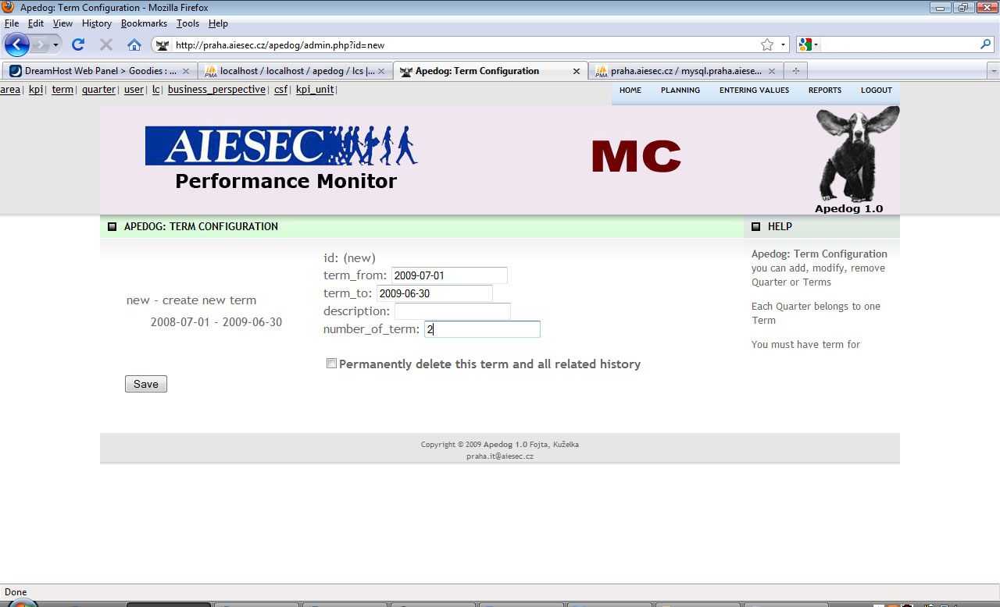 Apedog: Term Configuration - Mozilla Firefox
File Edit View History Bookmarks Tools Help
http://praha.aiesec.cz/apedog/admin.php?id=new
DreamHost Web Panel > Goodies : ... localhost / localhost / apedog / lcs |... Apedog: Term Configuration praha.aiesec.cz / mysql.praha.aiese...
area| kpi| term| quarter| user| lc| business_perspective| csf| kpi_unit|
HOME PLANNING ENTERING VALUES REPORTS LOGOUT
AIESEC
Performance Monitor
MC
Apedog 1.0
APEDOG: TERM CONFIGURATION
id: (new)
term_from: 2009-07-01
term_to: 2009-06-30
description:
number_of_term: 2
new - create new term
2008-07-01 - 2009-06-30
Permanently delete this term and all related history
Save
HELP
Apedog: Term Configuration
you can add, modify, remove
Quarter or Terms
Each Quarter belongs to one
Term
You must have term for
Copyright © 2009 Apedog 1.0 Fojta, Kuželka
praha.it@aiesec.cz
Done